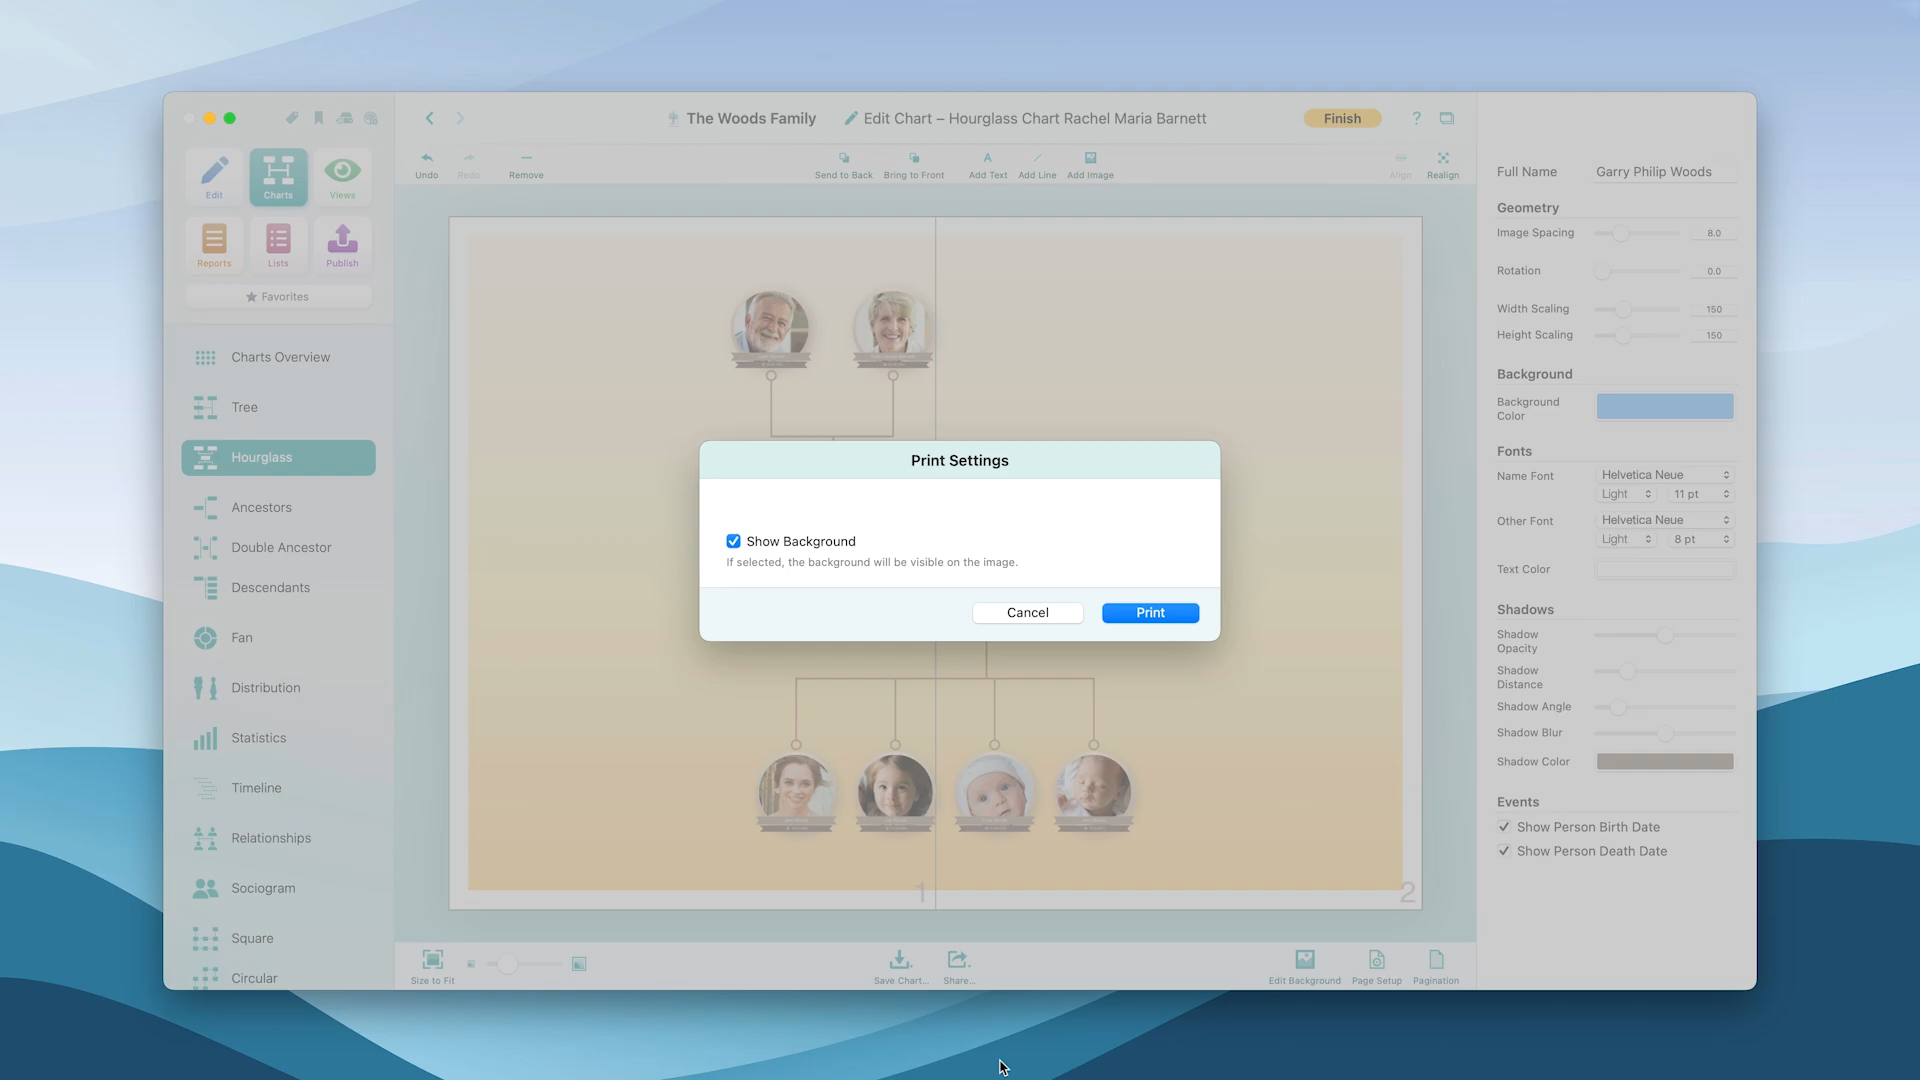 The Woods Family
Edit Chart – Hourglass Chart Rachel Maria Barnett
Finish
?
Undo
Redo
Remove
Send to Back
Bring to Front
Add Text
Add Line
Add Image
Align
Realign
Edit
Charts
Views
Reports
Lists
Publish
Favorites
Charts Overview
Tree
Hourglass
Ancestors
Double Ancestor
Descendants
Fan
Distribution
Statistics
Timeline
Relationships
Sociogram
Square
Circular
Print Settings
Show Background
If selected, the background will be visible on the image.
Cancel
Print
1
2
Size to Fit
Save Chart...
Share...
Edit Background
Page Setup
Pagination
Full Name Garry Philip Woods
Geometry
Image Spacing 8.0
Rotation 0.0
Width Scaling 150
Height Scaling 150
Background
Background
Color
Fonts
Name Font Helvetica Neue
Light 11 pt
Other Font Helvetica Neue
Light 8 pt
Text Color
Shadows
Shadow
Opacity
Shadow
Distance
Shadow Angle
Shadow Blur
Shadow Color
Events
Show Person Birth Date
Show Person Death Date